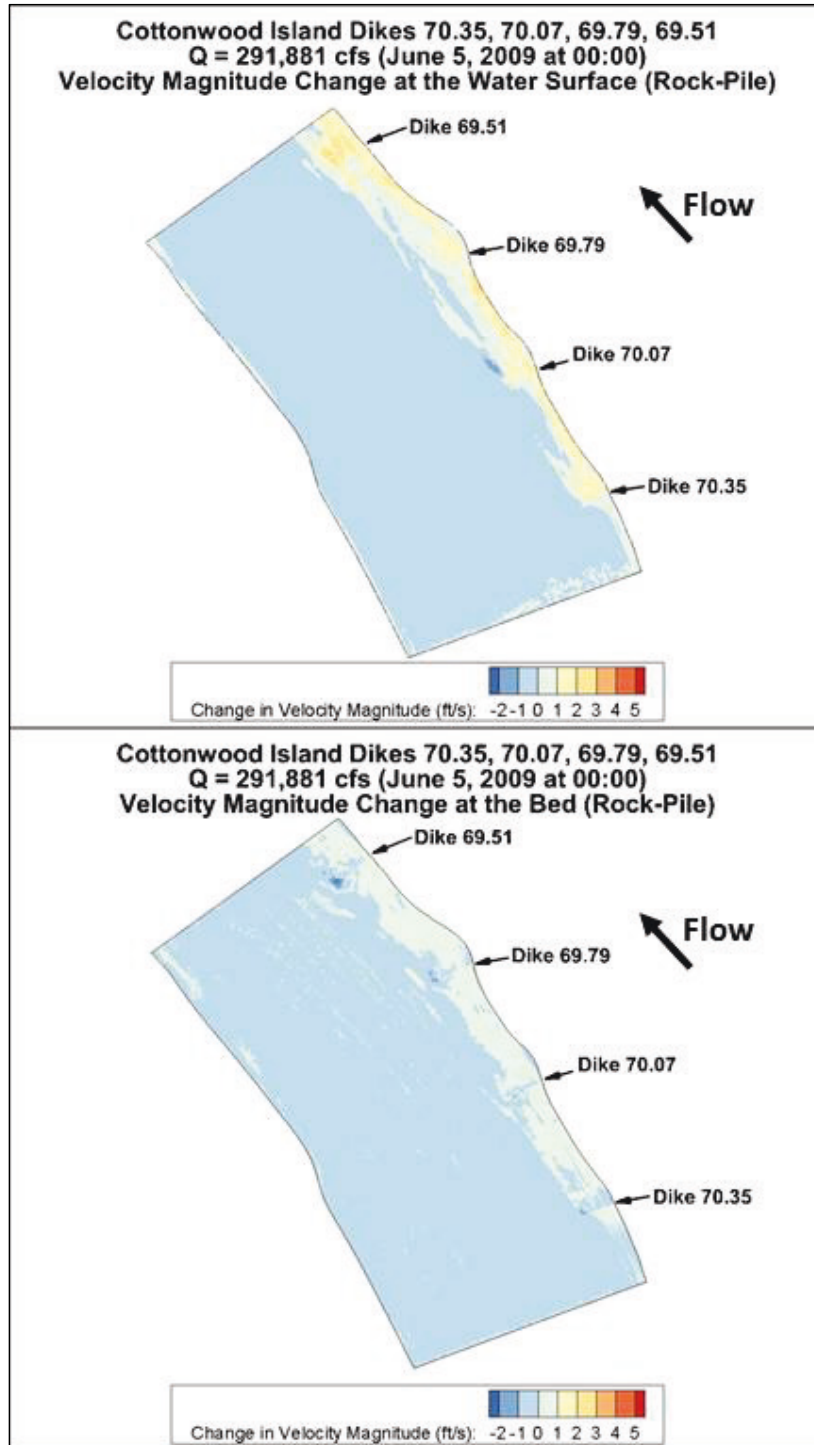 Cottonwood Island Dikes 70.35, 70.07, 69.79, 69.51
Q = 291,881 cfs (June 5, 2009 at 00:00)
Velocity Magnitude Change at the Water Surface (Rock-Pile)
Dike 69.51
Flow
Dike 69.79
Dike 70.07
Dike 70.35
Change in Velocity Magnitude (ft/s): -2 -1 0 1 2 3 4 5
Cottonwood Island Dikes 70.35, 70.07, 69.79, 69.51
Q = 291,881 cfs (June 5, 2009 at 00:00)
Velocity Magnitude Change at the Bed (Rock-Pile)
Dike 69.51
Flow
Dike 69.79
Dike 70.07
Dike 70.35
Change in Velocity Magnitude (ft/s): -2 -1 0 1 2 3 4 5